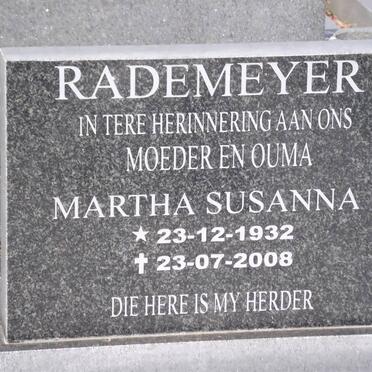 RADEMEYER
IN TERE HERINNERING AAN ONS
MOEDER EN OUMA
MARTHA SUSANNA
★ 23-12-1932
✝ 23-07-2008
DIE HERE IS MY HERDER